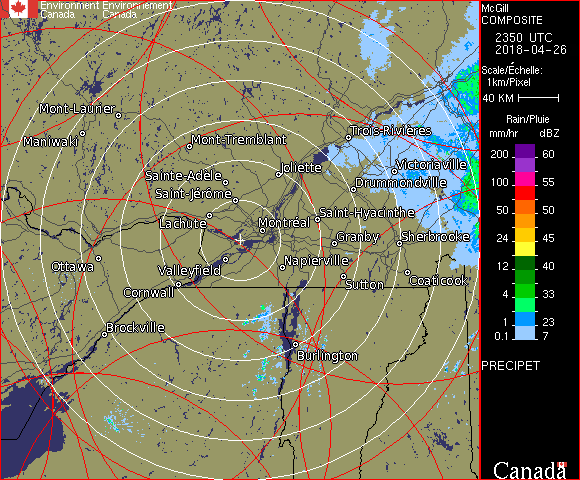 Environment Environnement
Canada Canada
McGill
COMPOSITE
2350 UTC
2018-04-26
Scale/Échelle:
1km/Pixel
40 KM
Rain/Pluie
mm/hr dBZ
200 60
100 55
50 50
24 45
12 40
4 33
1 23
0.1 7
PRECIPET
Canada
Mont-Laurier
Maniwaki
Mont-Tremblant
Trois-Rivières
Sainte-Adèle
Joliette
Victoriaville
Saint-Jérôme
Drummondville
Lachute
Montréal
Saint-Hyacinthe
Granby
Sherbrooke
Ottawa
Valleyfield
Napierville
Cornwall
Sutton
Coaticook
Brockville
Burlington